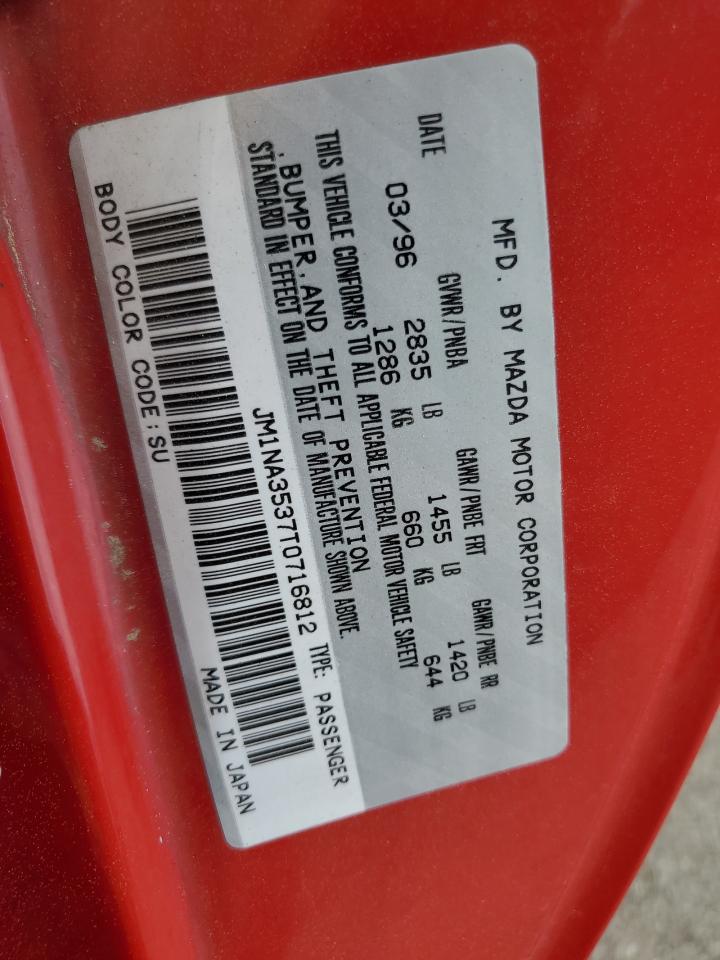 MFD. BY MAZDA MOTOR CORPORATION
DATE GVWR/PNBA GAWR/PNBE FRT GAWR/PNBE RR
03/96 2835 LB 1455 LB 1420 LB
1286 KG 660 KG 644 KG
THIS VEHICLE CONFORMS TO ALL APPLICABLE FEDERAL MOTOR VEHICLE SAFETY
, BUMPER, AND THEFT PREVENTION
STANDARD IN EFFECT ON THE DATE OF MANUFACTURE SHOWN ABOVE.
JM1NA3537T0716812 TYPE: PASSENGER
BODY COLOR CODE:SU MADE IN JAPAN